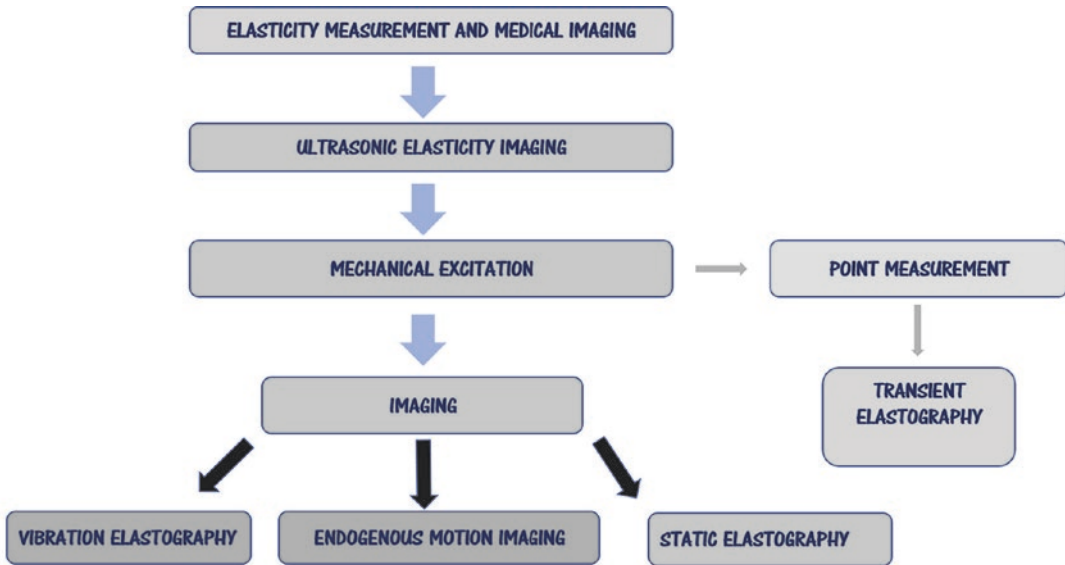 ELASTICITY MEASUREMENT AND MEDICAL IMAGING
ULTRASONIC ELASTICITY IMAGING
MECHANICAL EXCITATION
POINT MEASUREMENT
IMAGING
TRANSIENT
ELASTOGRAPHY
VIBRATION ELASTOGRAPHY
ENDOGENOUS MOTION IMAGING
STATIC ELASTOGRAPHY